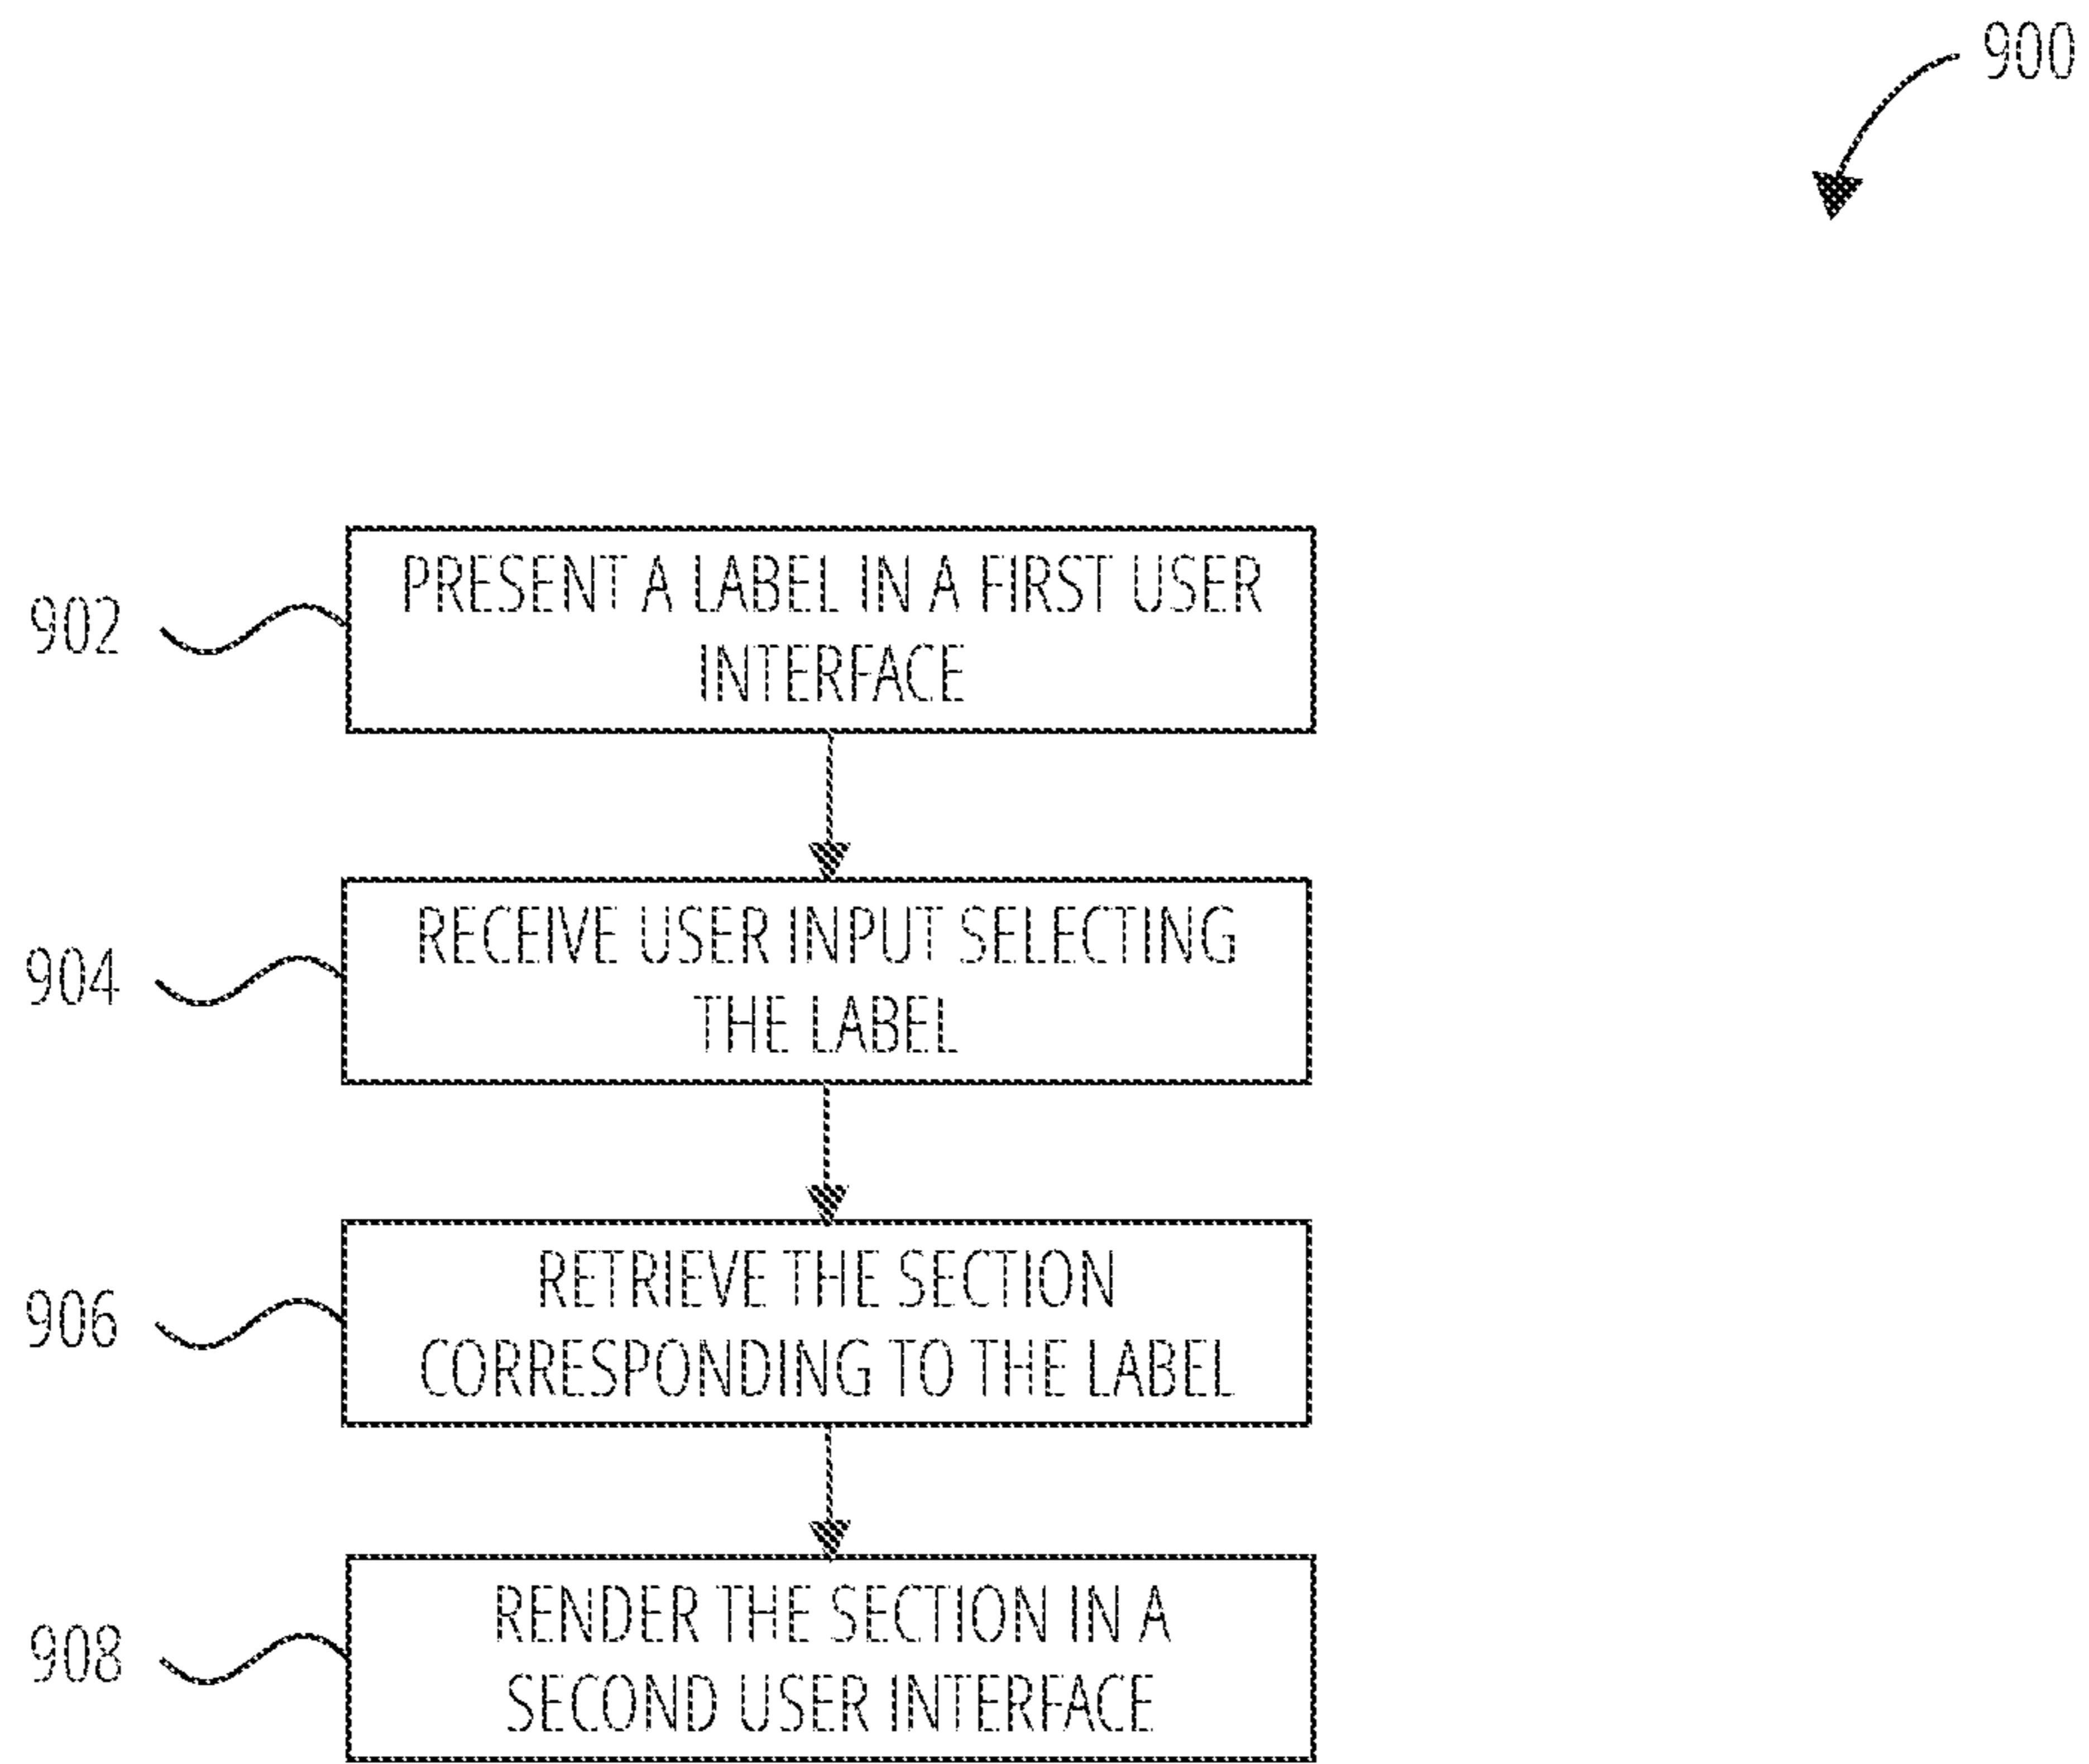 900
902
PRESENT A LABEL IN A FIRST USER
INTERFACE
904
RECEIVE USER INPUT SELECTING
THE LABEL
906
RETRIEVE THE SECTION
CORRESPONDING TO THE LABEL
908
RENDER THE SECTION IN A
SECOND USER INTERFACE